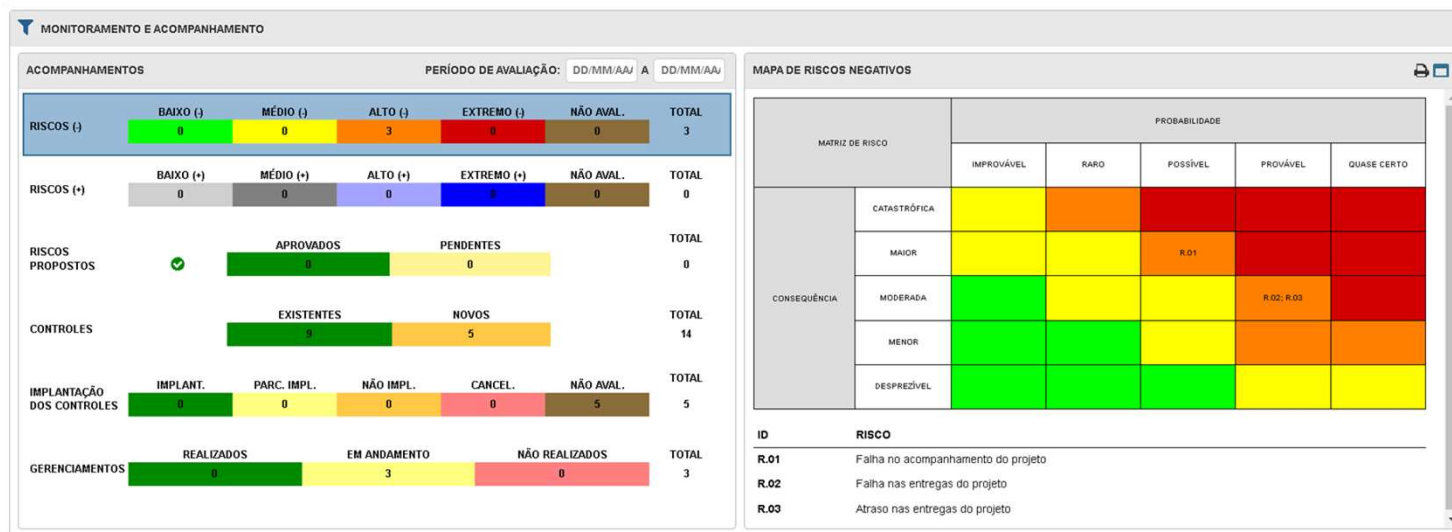 MONITORAMENTO E ACOMPANHAMENTO
ACOMPANHAMENTOS PERÍODO DE AVALIAÇÃO: DD/MM/AA A DD/MM/AA
BAIXO (-) MÉDIO (-) ALTO (-) EXTREMO (-) NÃO AVAL. TOTAL
RISCOS (-) 0 0 3 0 0 3
BAIXO (+) MÉDIO (+) ALTO (+) EXTREMO (+) NÃO AVAL. TOTAL
RISCOS (+) 0 0 0 0 0 0
APROVADOS PENDENTES TOTAL
RISCOS
PROPOSTOS 0 0 0
EXISTENTES NOVOS TOTAL
CONTROLES 9 5 14
IMPLANT. PARC. IMPL. NÃO IMPL. CANCEL. NÃO AVAL. TOTAL
IMPLANTAÇÃO
DOS CONTROLES 0 0 0 0 5 5
REALIZADOS EM ANDAMENTO NÃO REALIZADOS TOTAL
GERENCIAMENTOS 0 3 0 3
MAPA DE RISCOS NEGATIVOS
MATRIZ DE RISCO PROBABILIDADE
IMPROVÁVEL RARO POSSÍVEL PROVÁVEL QUASE CERTO
CONSEQUÊNCIA
CATASTRÓFICA
MAIOR R.01
MODERADA R.02; R.03
MENOR
DESPREZÍVEL
ID RISCO
R.01 Falha no acompanhamento do projeto
R.02 Falha nas entregas do projeto
R.03 Atraso nas entregas do projeto